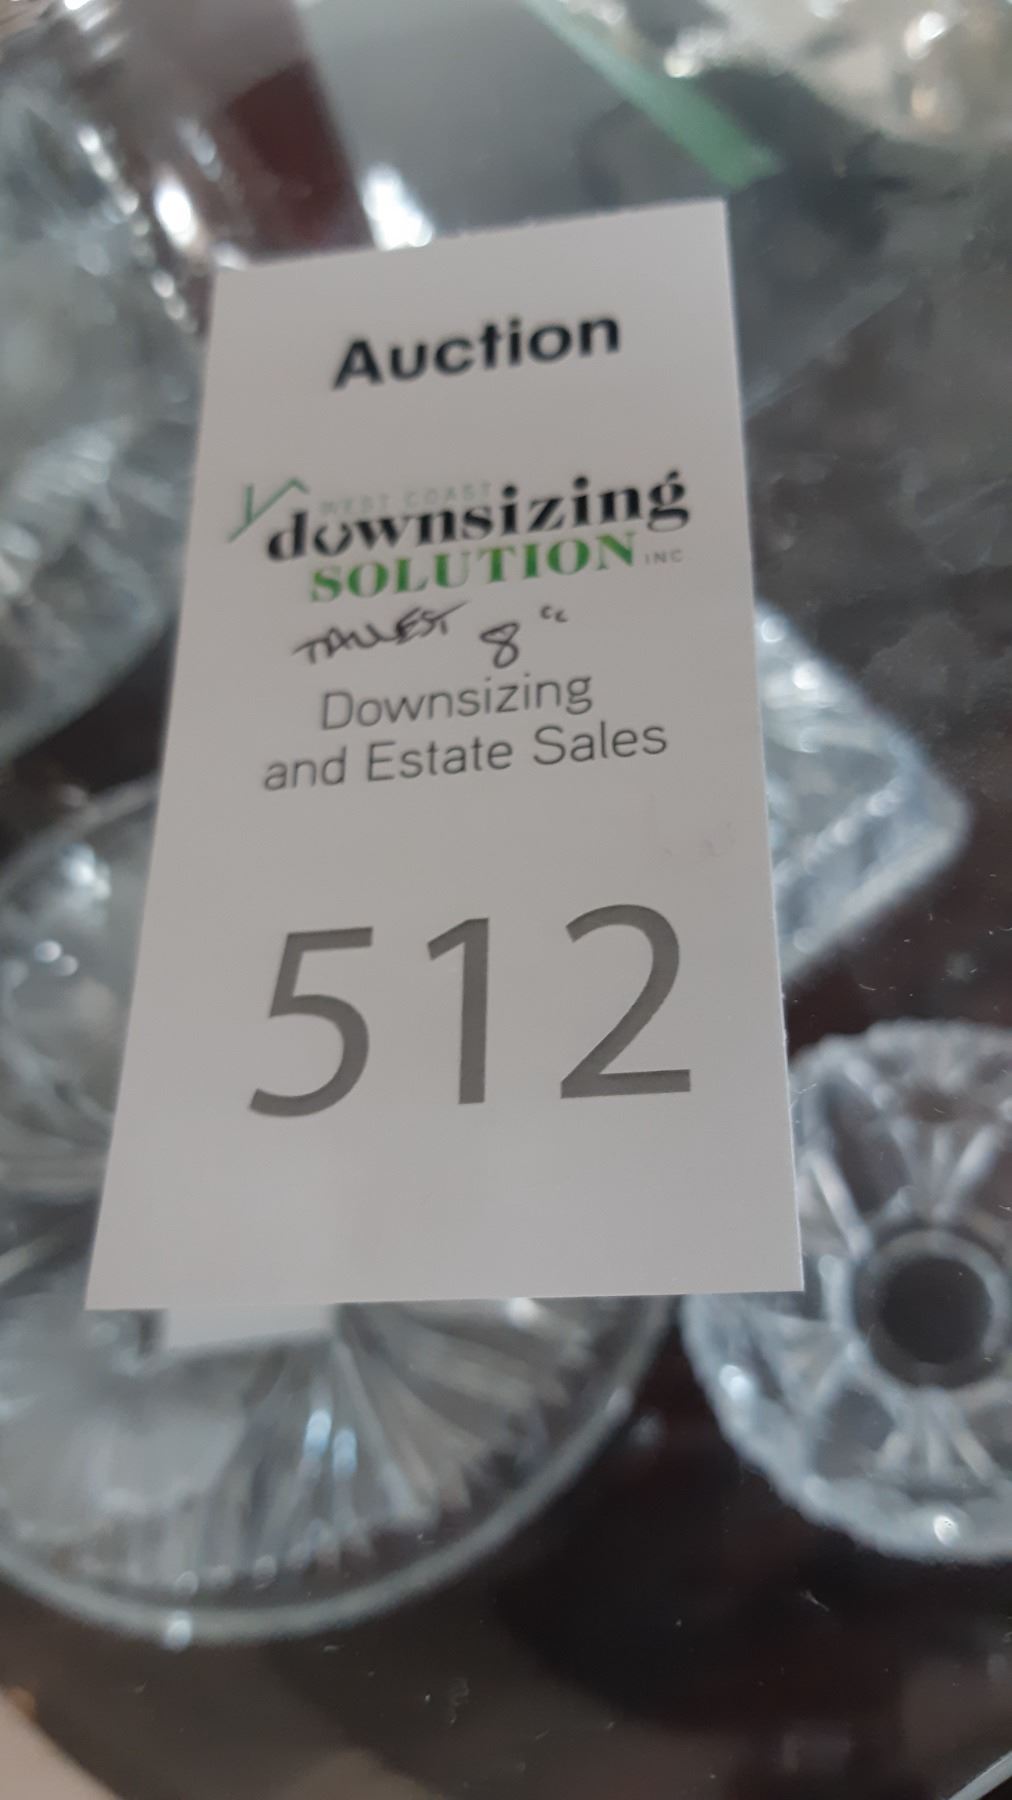 Auction
WEST COAST
downsizing
SOLUTION INC
TALLEST 8"
Downsizing
and Estate Sales
512